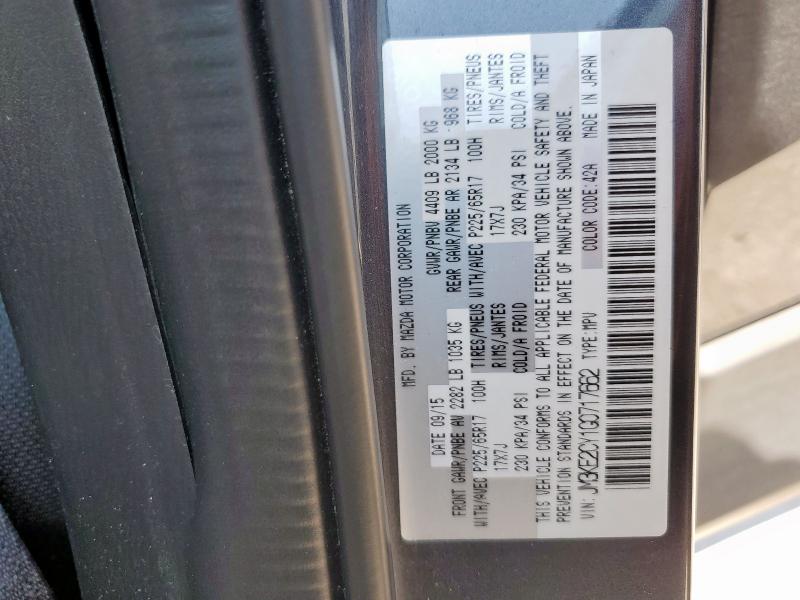 MFD. BY MAZDA MOTOR CORPORATION
DATE 09/15 GVWR/PNBV 4409 LB 2000 KG
FRONT GAWR/PNBE AV 2282 LB 1035 KG REAR GAWR/PNBE AR 2134 LB 968 KG
WITH/AVEC P225/65R17 100H TIRES/PNEUS WITH/AVEC P225/65R17 100H TIRES/PNEUS
17X7J RIMS/JANTES 17X7J RIMS/JANTES
230 KPA/34 PSI COLD/A FROID 230 KPA/34 PSI COLD/A FROID
THIS VEHICLE CONFORMS TO ALL APPLICABLE FEDERAL MOTOR VEHICLE SAFETY AND THEFT
PREVENTION STANDARDS IN EFFECT ON THE DATE OF MANUFACTURE SHOWN ABOVE.
VIN: JM3KE2CY1G0717662 TYPE:MPV COLOR CODE:42A MADE IN JAPAN